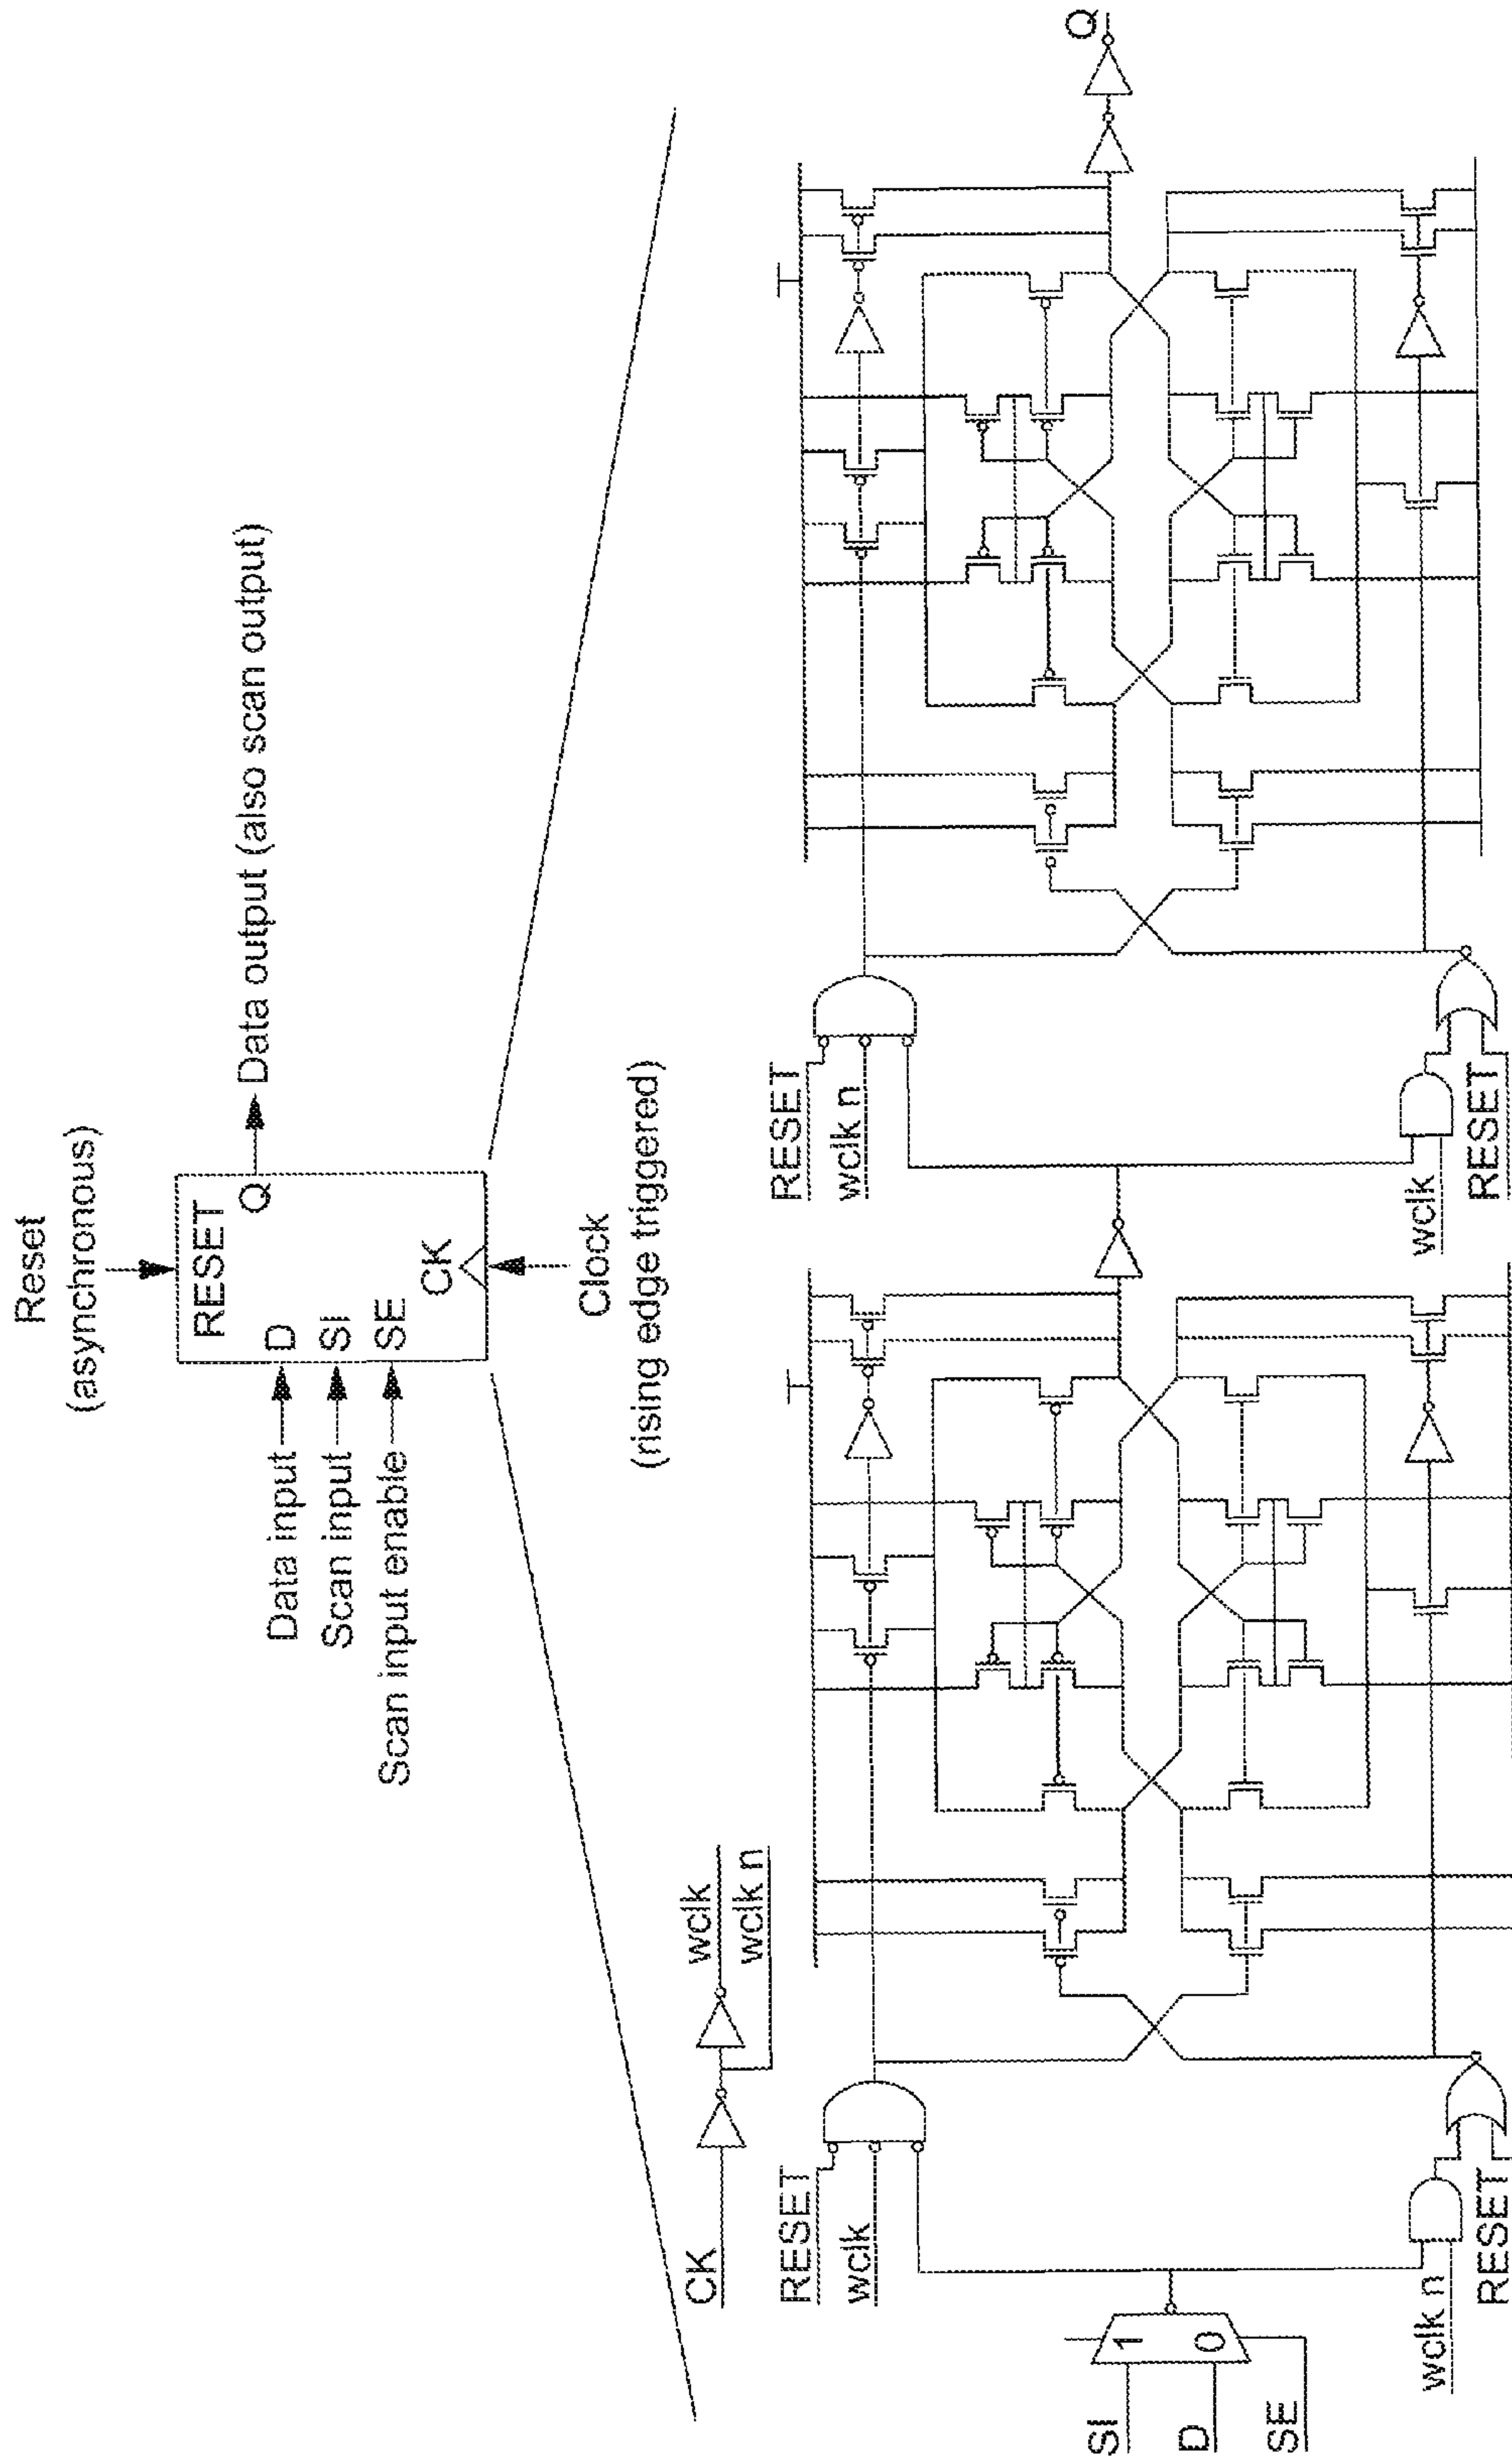 Reset
(asynchronous)
RESET
Data input
D
Q
Data output (also scan output)
Scan input
SI
Scan input enable
SE
CK
Clock
(rising edge triggered)
CK
wclk
wclk n
RESET
wclk
RESET
wclk n
Q
SI
1
D
0
SE
wclk n
RESET
wclk
RESET